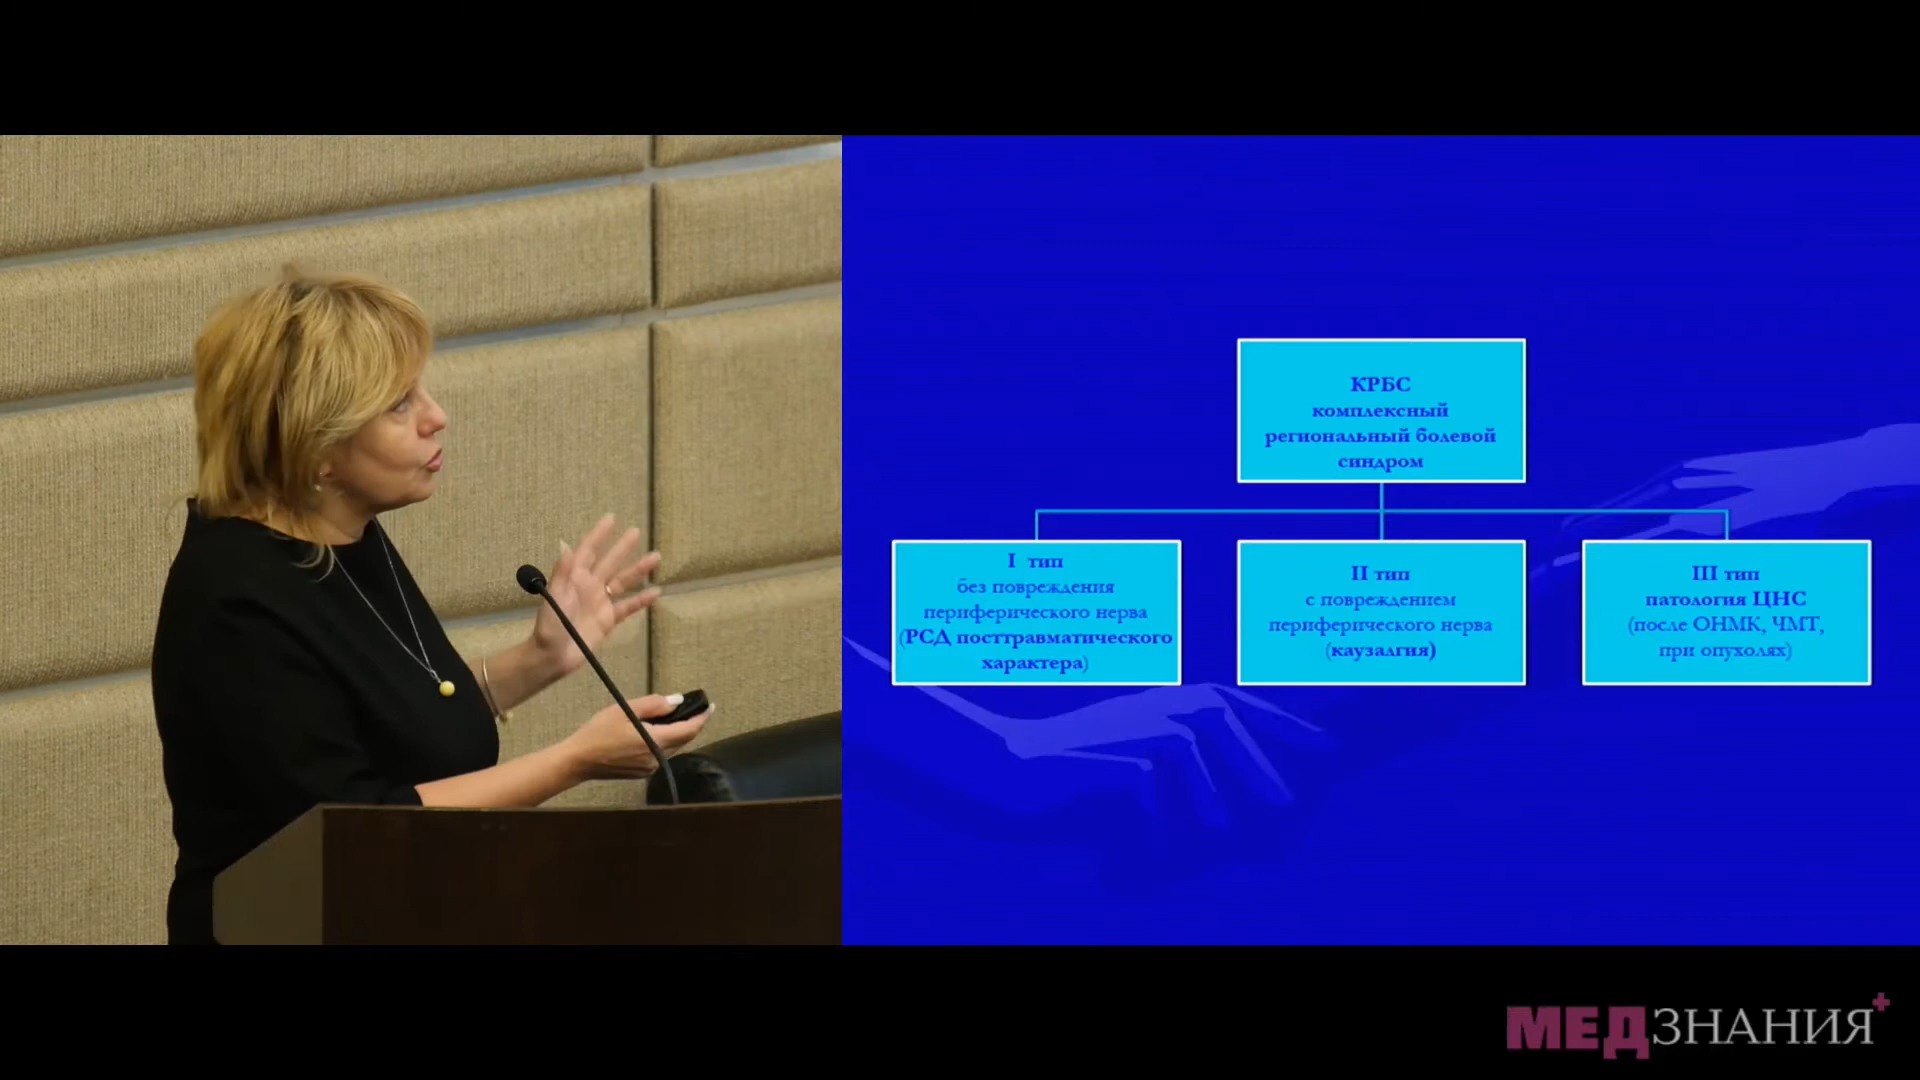 КРБС
комплексный
региональный болевой
синдром
I тип
без повреждения
периферического нерва
(РСД посттравматического
характера)
II тип
с повреждением
периферического нерва
(каузалгия)
III тип
патология ЦНС
(после ОНМК, ЧМТ,
при опухолях)
МЕДЗНАНИЯ+